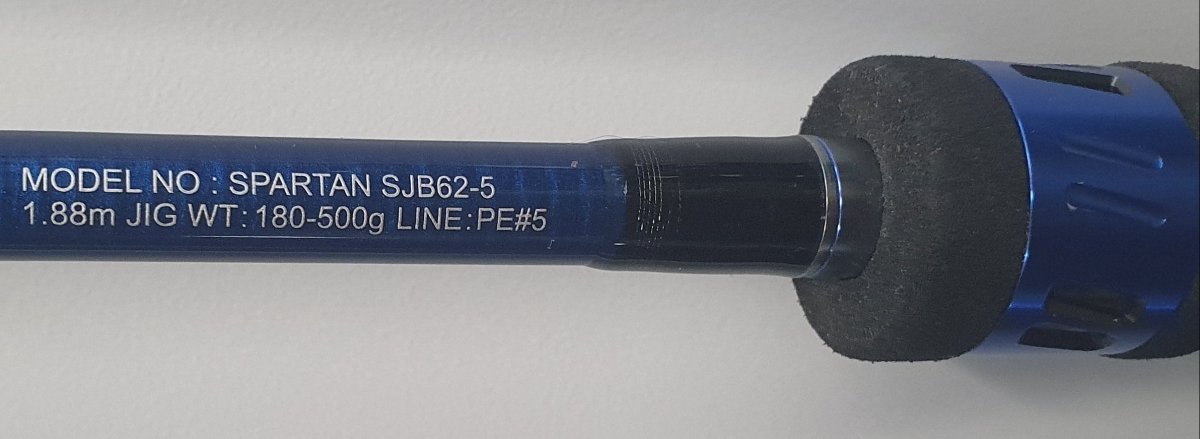 MODEL NO : SPARTAN SJB62-5
1.88m JIG WT: 180-500g LINE:PE#5